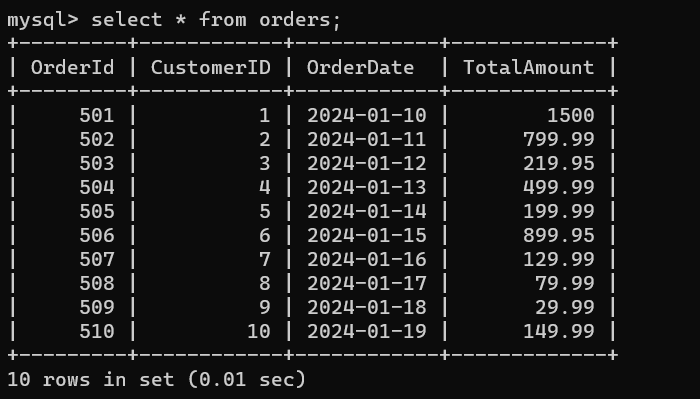 mysql> select * from orders;
+---------+------------+------------+-------------+
| OrderId | CustomerID | OrderDate  | TotalAmount |
+---------+------------+------------+-------------+
|     501 |          1 | 2024-01-10 |        1500 |
|     502 |          2 | 2024-01-11 |      799.99 |
|     503 |          3 | 2024-01-12 |      219.95 |
|     504 |          4 | 2024-01-13 |      499.99 |
|     505 |          5 | 2024-01-14 |      199.99 |
|     506 |          6 | 2024-01-15 |      899.95 |
|     507 |          7 | 2024-01-16 |      129.99 |
|     508 |          8 | 2024-01-17 |       79.99 |
|     509 |          9 | 2024-01-18 |       29.99 |
|     510 |         10 | 2024-01-19 |      149.99 |
+---------+------------+------------+-------------+
10 rows in set (0.01 sec)